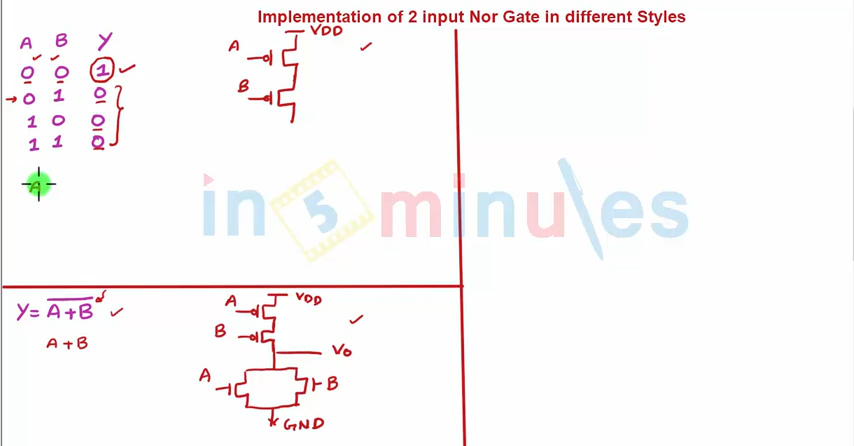 Implementation of 2 input Nor Gate in different Styles
A B Y
0 0 1
0 1 0
1 0 0
1 1 0
A
VDD
A
B
in 5 minutes
Y = \overline{A+B}
A + B
VDD
A
B
Vo
A
B
GND